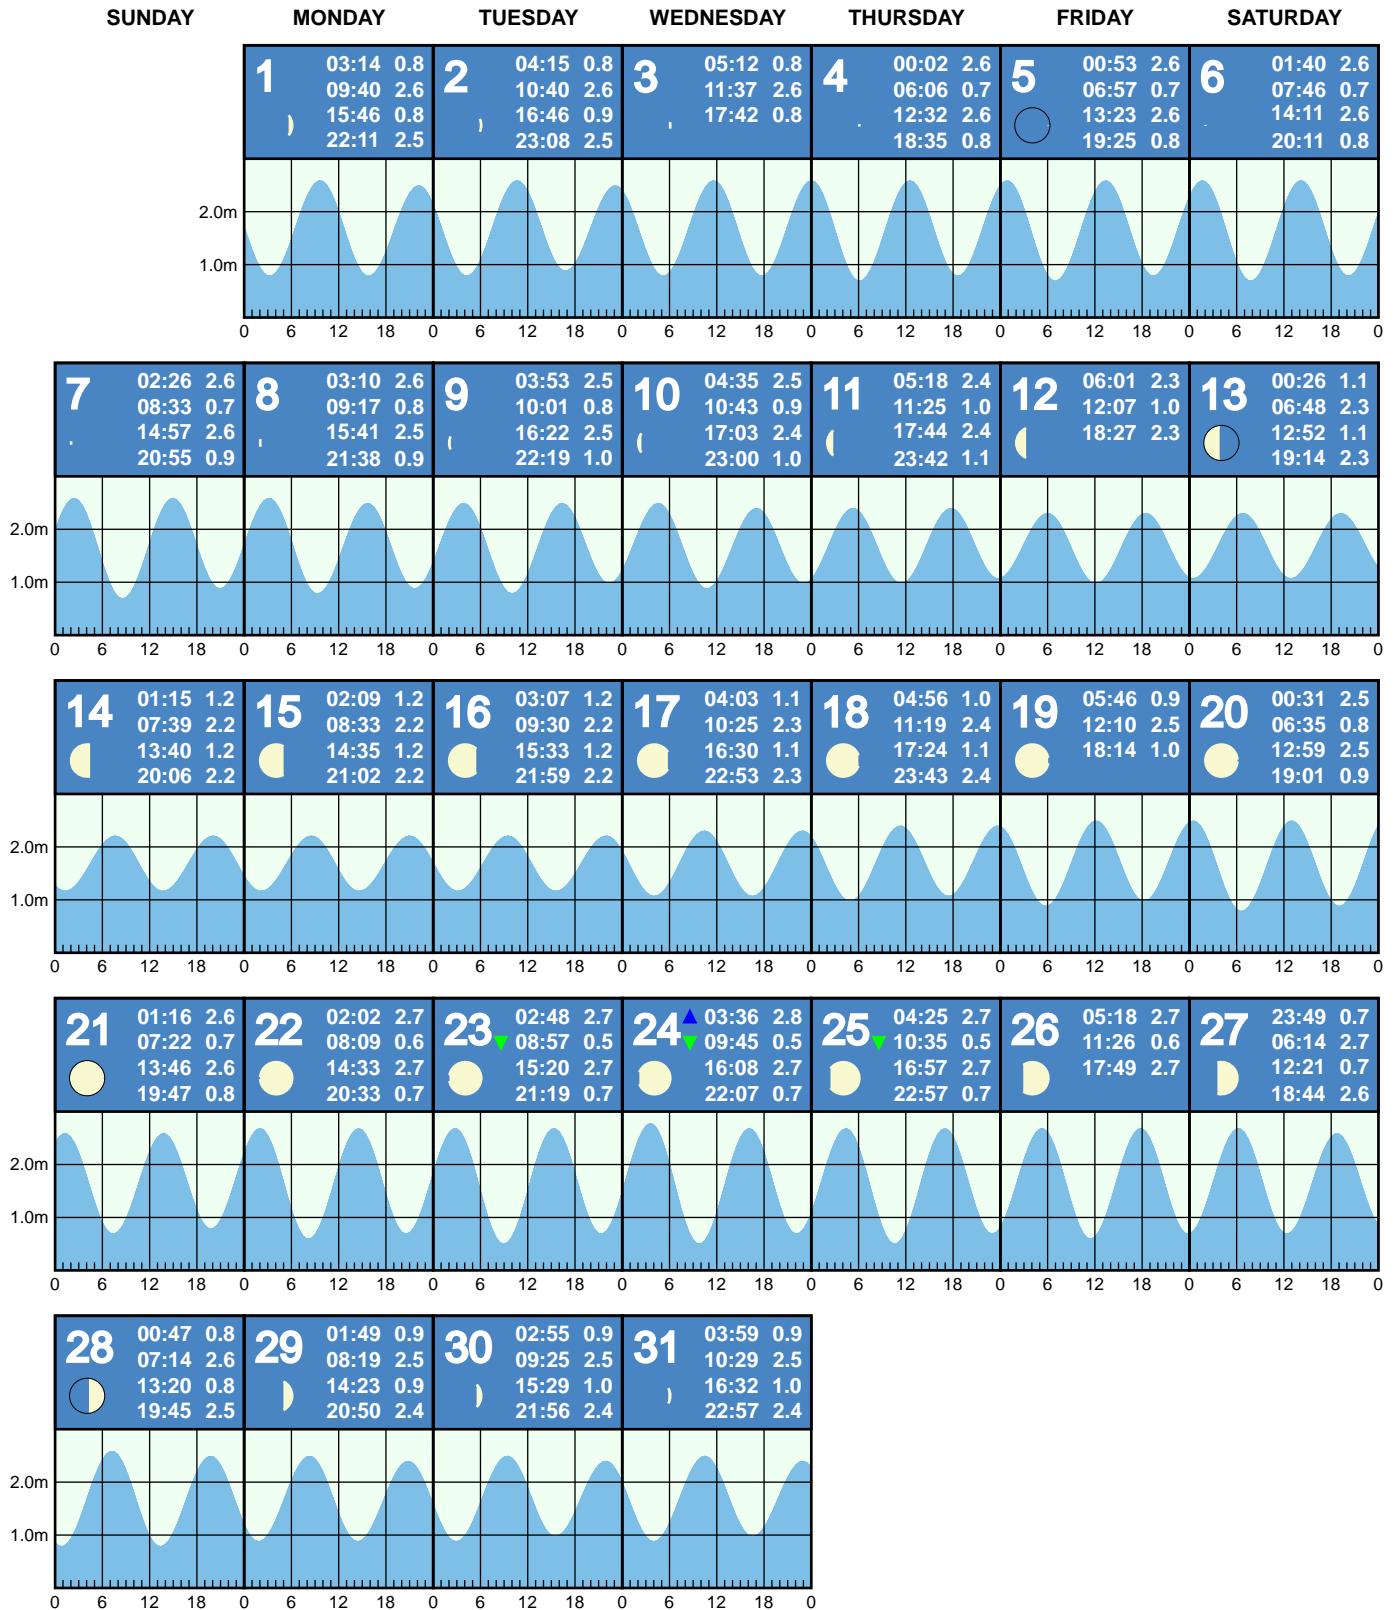 SUNDAY MONDAY TUESDAY WEDNESDAY THURSDAY FRIDAY SATURDAY
1 03:14 0.8
09:40 2.6
15:46 0.8
22:11 2.5
2 04:15 0.8
10:40 2.6
16:46 0.9
23:08 2.5
3 05:12 0.8
11:37 2.6
17:42 0.8
4 00:02 2.6
06:06 0.7
12:32 2.6
18:35 0.8
5 00:53 2.6
06:57 0.7
13:23 2.6
19:25 0.8
6 01:40 2.6
07:46 0.7
14:11 2.6
20:11 0.8
2.0m
1.0m
0 6 12 18 0 6 12 18 0 6 12 18 0 6 12 18 0 6 12 18 0 6 12 18 0
7 02:26 2.6
08:33 0.7
14:57 2.6
20:55 0.9
8 03:10 2.6
09:17 0.8
15:41 2.5
21:38 0.9
9 03:53 2.5
10:01 0.8
16:22 2.5
22:19 1.0
10 04:35 2.5
10:43 0.9
17:03 2.4
23:00 1.0
11 05:18 2.4
11:25 1.0
17:44 2.4
23:42 1.1
12 06:01 2.3
12:07 1.0
18:27 2.3
13 00:26 1.1
06:48 2.3
12:52 1.1
19:14 2.3
2.0m
1.0m
0 6 12 18 0 6 12 18 0 6 12 18 0 6 12 18 0 6 12 18 0 6 12 18 0 6 12 18 0
14 01:15 1.2
07:39 2.2
13:40 1.2
20:06 2.2
15 02:09 1.2
08:33 2.2
14:35 1.2
21:02 2.2
16 03:07 1.2
09:30 2.2
15:33 1.2
21:59 2.2
17 04:03 1.1
10:25 2.3
16:30 1.1
22:53 2.3
18 04:56 1.0
11:19 2.4
17:24 1.1
23:43 2.4
19 05:46 0.9
12:10 2.5
18:14 1.0
20 00:31 2.5
06:35 0.8
12:59 2.5
19:01 0.9
2.0m
1.0m
0 6 12 18 0 6 12 18 0 6 12 18 0 6 12 18 0 6 12 18 0 6 12 18 0 6 12 18 0
21 01:16 2.6
07:22 0.7
13:46 2.6
19:47 0.8
22 02:02 2.7
08:09 0.6
14:33 2.7
20:33 0.7
23 02:48 2.7
08:57 0.5
15:20 2.7
21:19 0.7
24 03:36 2.8
09:45 0.5
16:08 2.7
22:07 0.7
25 04:25 2.7
10:35 0.5
16:57 2.7
22:57 0.7
26 05:18 2.7
11:26 0.6
17:49 2.7
27 23:49 0.7
06:14 2.7
12:21 0.7
18:44 2.6
2.0m
1.0m
0 6 12 18 0 6 12 18 0 6 12 18 0 6 12 18 0 6 12 18 0 6 12 18 0 6 12 18 0
28 00:47 0.8
07:14 2.6
13:20 0.8
19:45 2.5
29 01:49 0.9
08:19 2.5
14:23 0.9
20:50 2.4
30 02:55 0.9
09:25 2.5
15:29 1.0
21:56 2.4
31 03:59 0.9
10:29 2.5
16:32 1.0
22:57 2.4
2.0m
1.0m
0 6 12 18 0 6 12 18 0 6 12 18 0 6 12 18 0